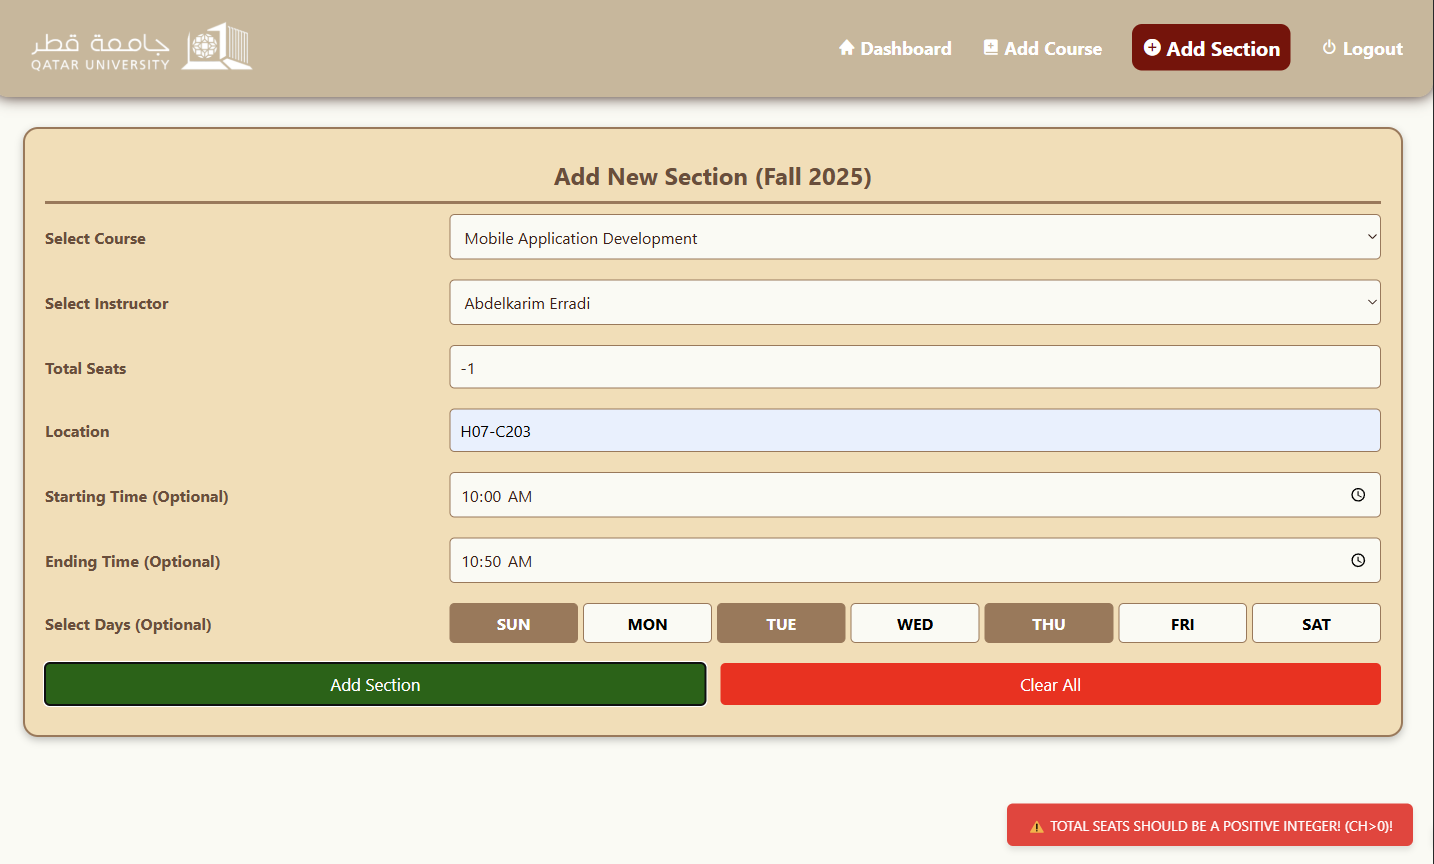 جامعة قطر
QATAR UNIVERSITY
Dashboard
Add Course
Add Section
Logout
Add New Section (Fall 2025)
Select Course
Mobile Application Development
Select Instructor
Abdelkarim Erradi
Total Seats
-1
Location
H07-C203
Starting Time (Optional)
10:00 AM
Ending Time (Optional)
10:50 AM
Select Days (Optional)
SUN MON TUE WED THU FRI SAT
Add Section
Clear All
⚠ TOTAL SEATS SHOULD BE A POSITIVE INTEGER! (CH>0)!